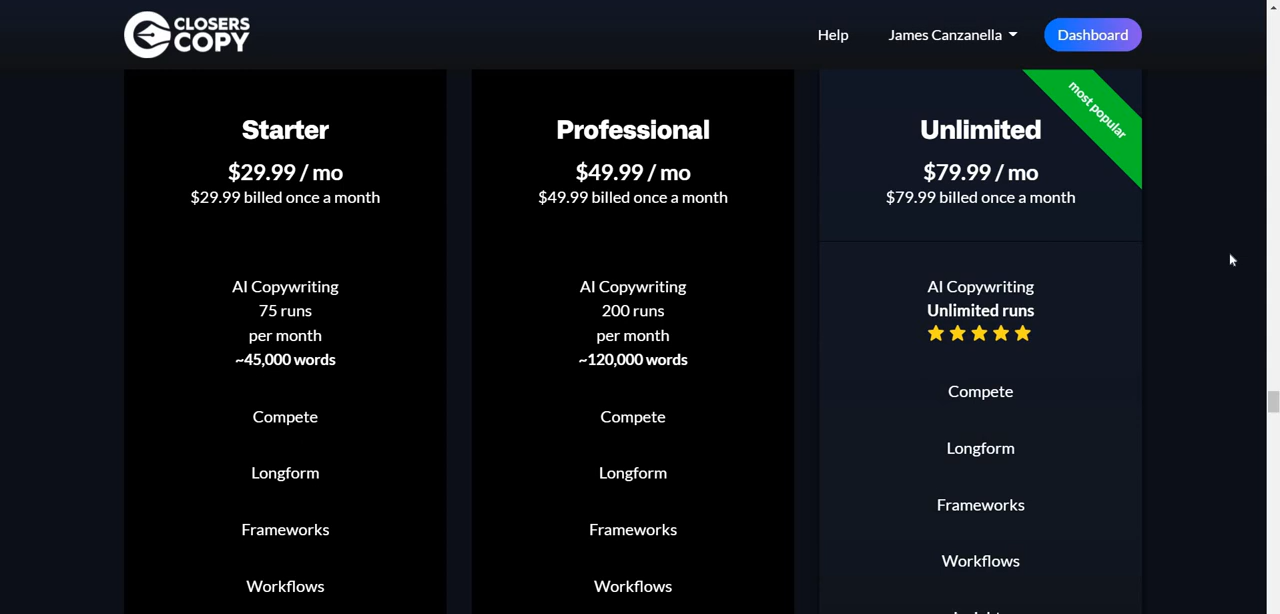 CLOSERS
COPY
Help
James Canzanella
Dashboard
most popular
Starter
$29.99 / mo
$29.99 billed once a month
AI Copywriting
75 runs
per month
~45,000 words
Compete
Longform
Frameworks
Workflows
Professional
$49.99 / mo
$49.99 billed once a month
AI Copywriting
200 runs
per month
~120,000 words
Compete
Longform
Frameworks
Workflows
Unlimited
$79.99 / mo
$79.99 billed once a month
AI Copywriting
Unlimited runs
Compete
Longform
Frameworks
Workflows